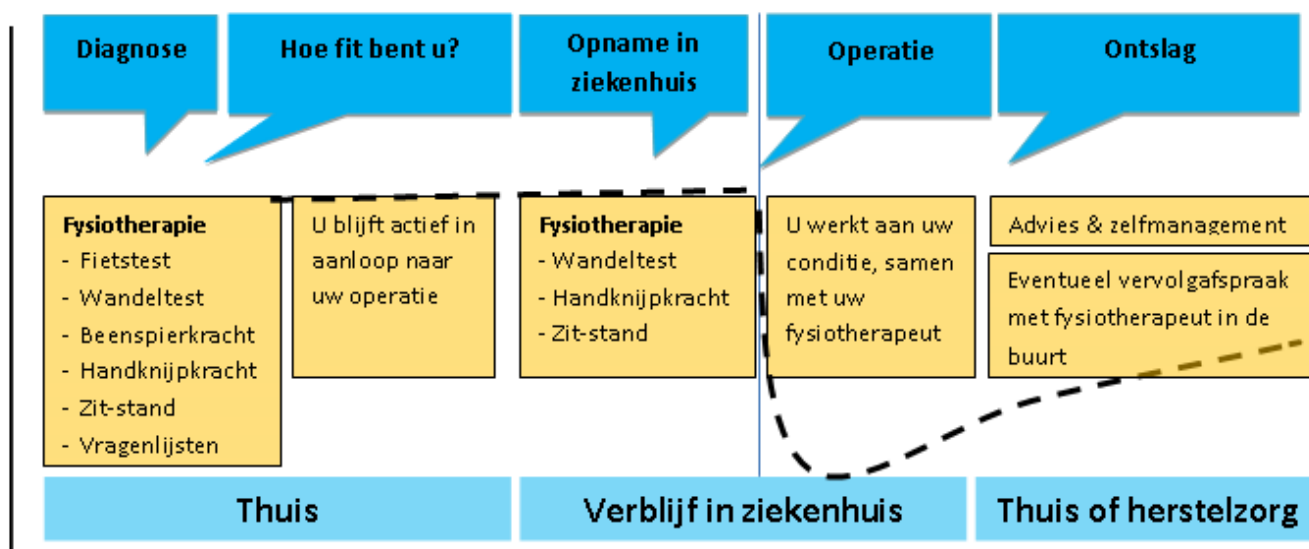 Diagnose
Hoe fit bent u?
Opname in
ziekenhuis
Operatie
Ontslag
Fysiotherapie
- Fietstest
- Wandeltest
- Beenspierkracht
- Handknijpkracht
- Zit-stand
- Vragenlijsten
U blijft actief in
aanloop naar
uw operatie
Fysiotherapie
- Wandeltest
- Handknijpkracht
- Zit-stand
U werkt aan uw
conditie, samen
met uw
fysiotherapeut
Advies & zelfmanagement
Eventueel vervolgafspraak
met fysiotherapeut in de
buurt
Thuis
Verblijf in ziekenhuis
Thuis of herstelzorg